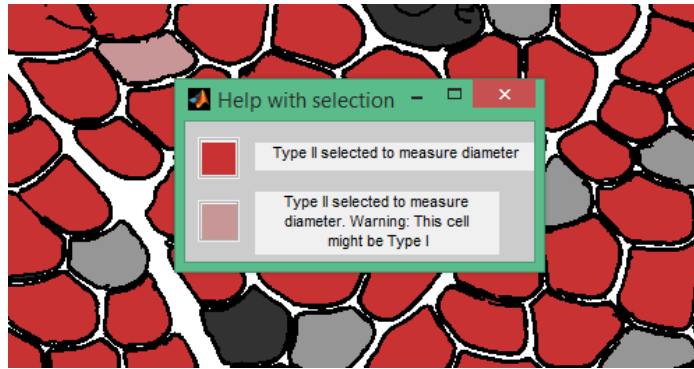 Help with selection
Type II selected to measure diameter
Type II selected to measure
diameter. Warning: This cell
might be Type I